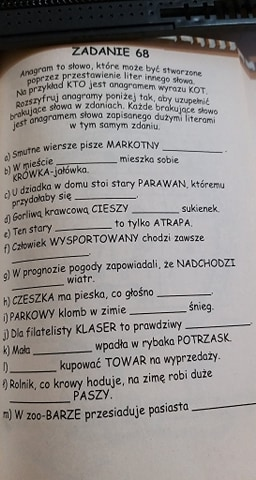 ZADANIE 68
Anagram to słowo, które może być stworzone
poprzez przestawienie liter innego słowa.
Na przykład KTO jest anagramem wyrazu KOT.
Rozszyfruj anagramy poniżej tak, aby uzupełnić
brakujące słowa w zdaniach. Każde brakujące słowo
jest anagramem słowa zapisanego dużymi literami
w tym samym zdaniu.
a) Smutne wiersze pisze MARKOTNY ________.
b) W mieście ________ mieszka sobie
KRÓWKA-jałówka.
c) U dziadka w domu stoi stary PARAWAN, któremu
przydałaby się ________.
d) Gorliwą krawcową CIESZY ________ sukienek.
e) Ten stary ________ to tylko ATRAPA.
f) Człowiek WYSPORTOWANY chodzi zawsze
________.
g) W prognozie pogody zapowiadali, że NADCHODZI
________ wiatr.
h) CZESZKA ma pieska, co głośno ________.
i) PARKOWY klomb w zimie ________ śnieg.
j) Dla filatelisty KLASER to prawdziwy ________.
k) Mała ________ wpadła w rybaka POTRZASK.
l) ________ kupować TOWAR na wyprzedaży.
ł) Rolnik, co krowy hoduje, na zimę robi duże
________ PASZY.
m) W zoo-BARZE przesiaduje pasiasta ________